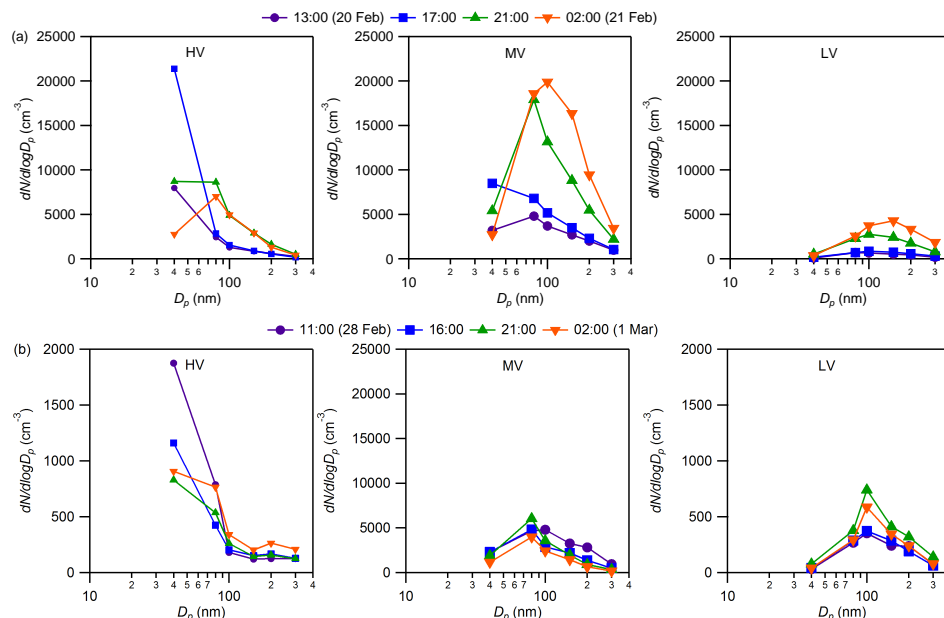 13:00 (20 Feb) 17:00 21:00 02:00 (21 Feb)
(a)
HV
MV
LV
25000
20000
15000
10000
5000
0
dN/dlogDp (cm-3)
10 2 3 4 5 6 100 2 3 4
Dp (nm)
25000
20000
15000
10000
5000
0
dN/dlogDp (cm-3)
10 2 3 4 5 6 100 2 3 4
Dp (nm)
25000
20000
15000
10000
5000
0
dN/dlogDp (cm-3)
10 2 3 4 5 6 100 2 3
Dp (nm)
11:00 (28 Feb) 16:00 21:00 02:00 (1 Mar)
(b)
HV
MV
LV
2000
1500
1000
500
0
dN/dlogDp (cm-3)
10 2 3 4 5 6 100 2 3 4
Dp (nm)
25000
20000
15000
10000
5000
0
dN/dlogDp (cm-3)
10 2 3 4 5 6 100 2 3 4
Dp (nm)
2000
1500
1000
500
0
dN/dlogDp (cm-3)
10 2 3 4 5 6 100 2 3
Dp (nm)